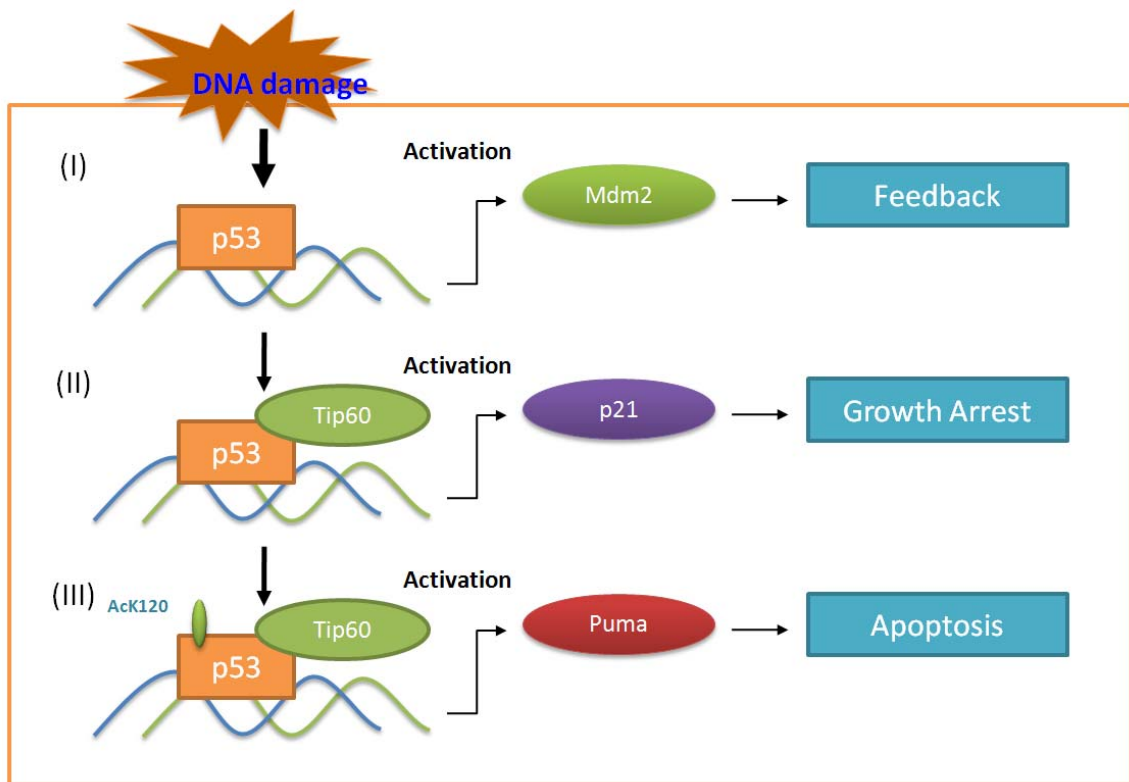 DNA damage
(I)
Activation
Mdm2
Feedback
p53
(II)
Activation
Tip60
p21
Growth Arrest
p53
(III)
AcK120
Activation
Tip60
Puma
Apoptosis
p53